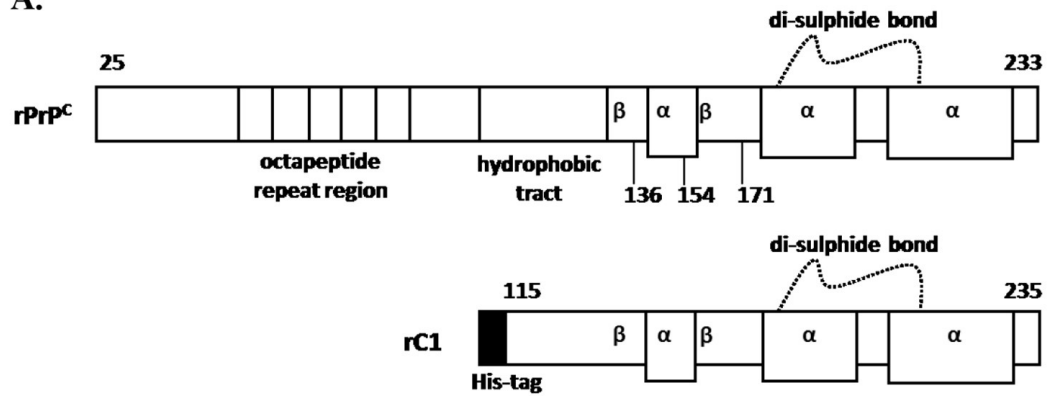 A.
di-sulphide bond
25 233
rPrPC β α β α α
octapeptide
repeat region
hydrophobic
tract
136 154 171
di-sulphide bond
115 235
rC1 β α β α α
His-tag